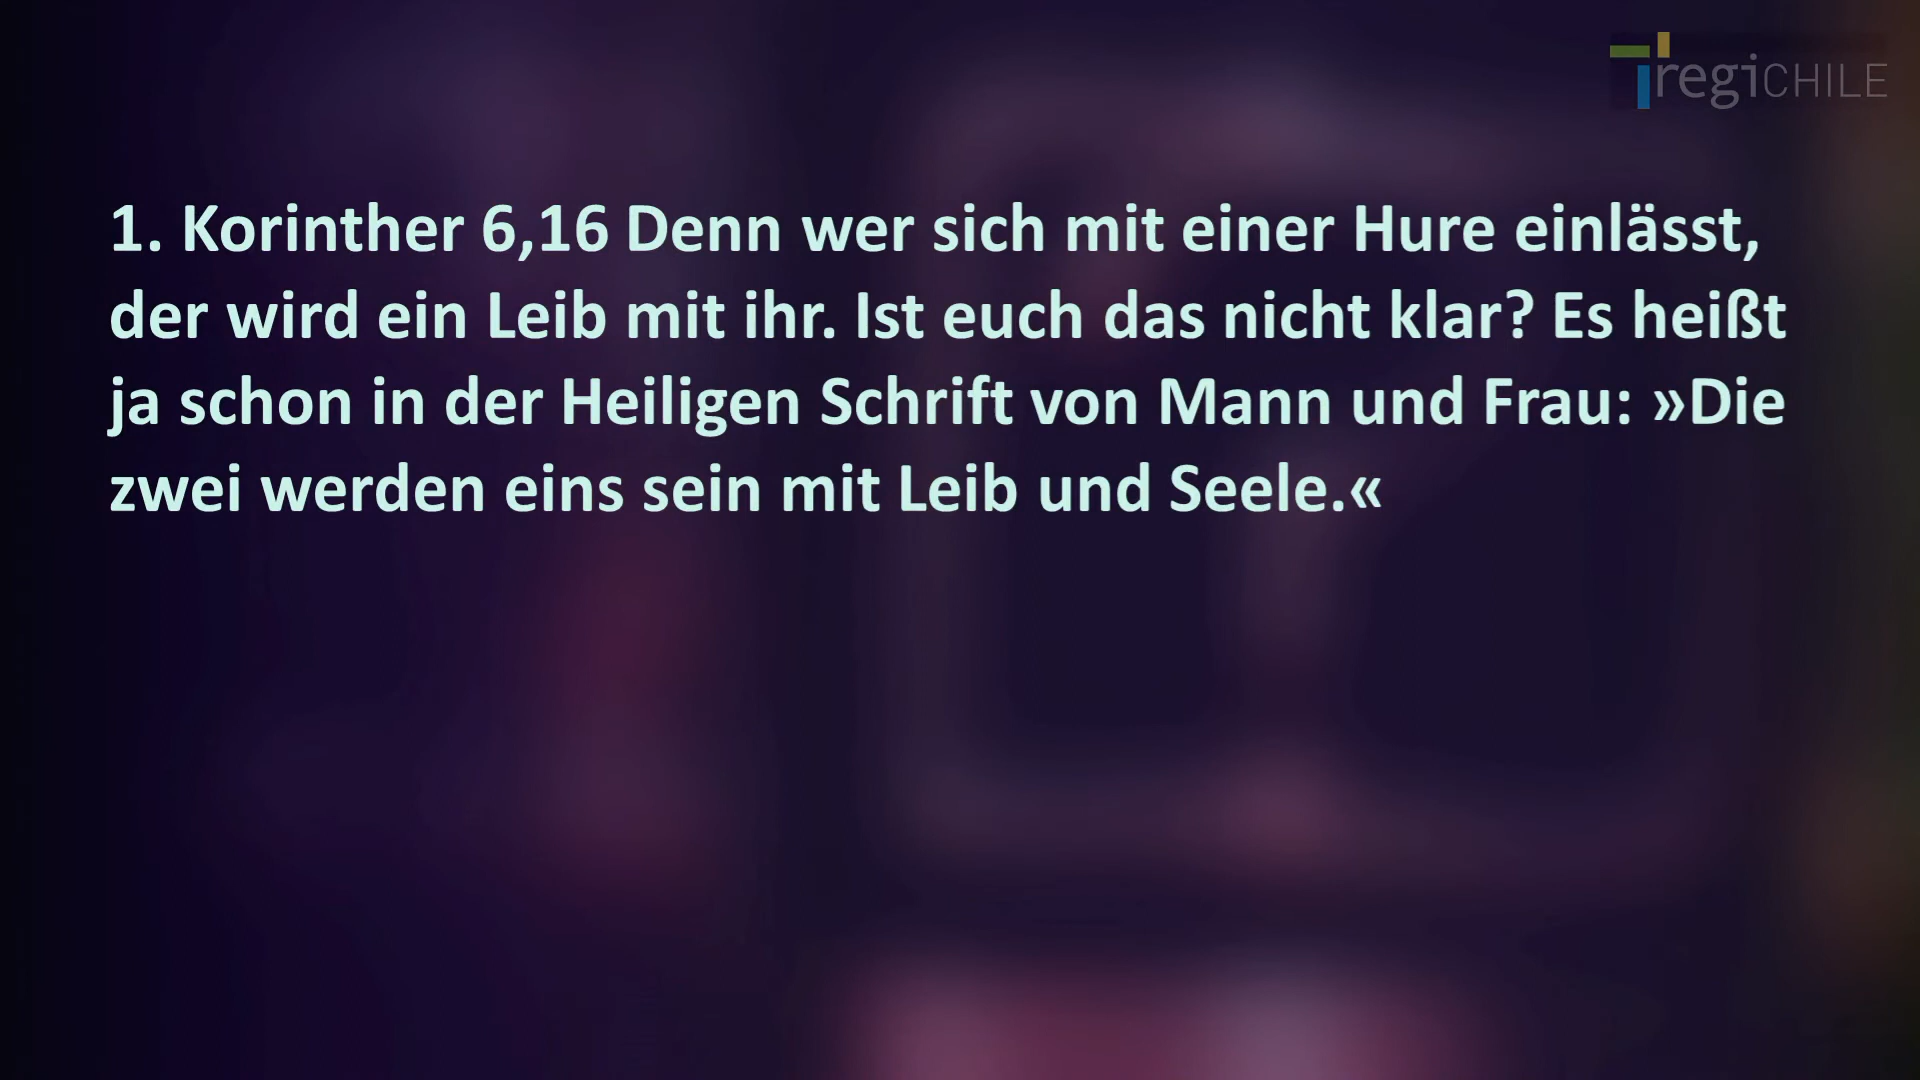 regiCHILE
1. Korinther 6,16 Denn wer sich mit einer Hure einlässt,
der wird ein Leib mit ihr. Ist euch das nicht klar? Es heißt
ja schon in der Heiligen Schrift von Mann und Frau: »Die
zwei werden eins sein mit Leib und Seele.«